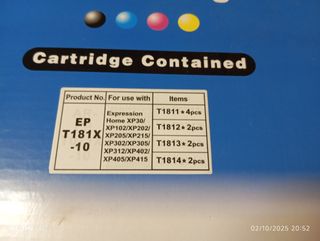 Cartridge Contained
Product No. For use with Items
EP
T181X
-10
Expression
Home XP30/
XP102/XP202/
XP205/XP215/
XP302/XP305/
XP312/XP402/
XP405/XP415
T1811★4pcs
T1812★2pcs
T1813★2pcs
T1814★2pcs
02/10/2025 20:52